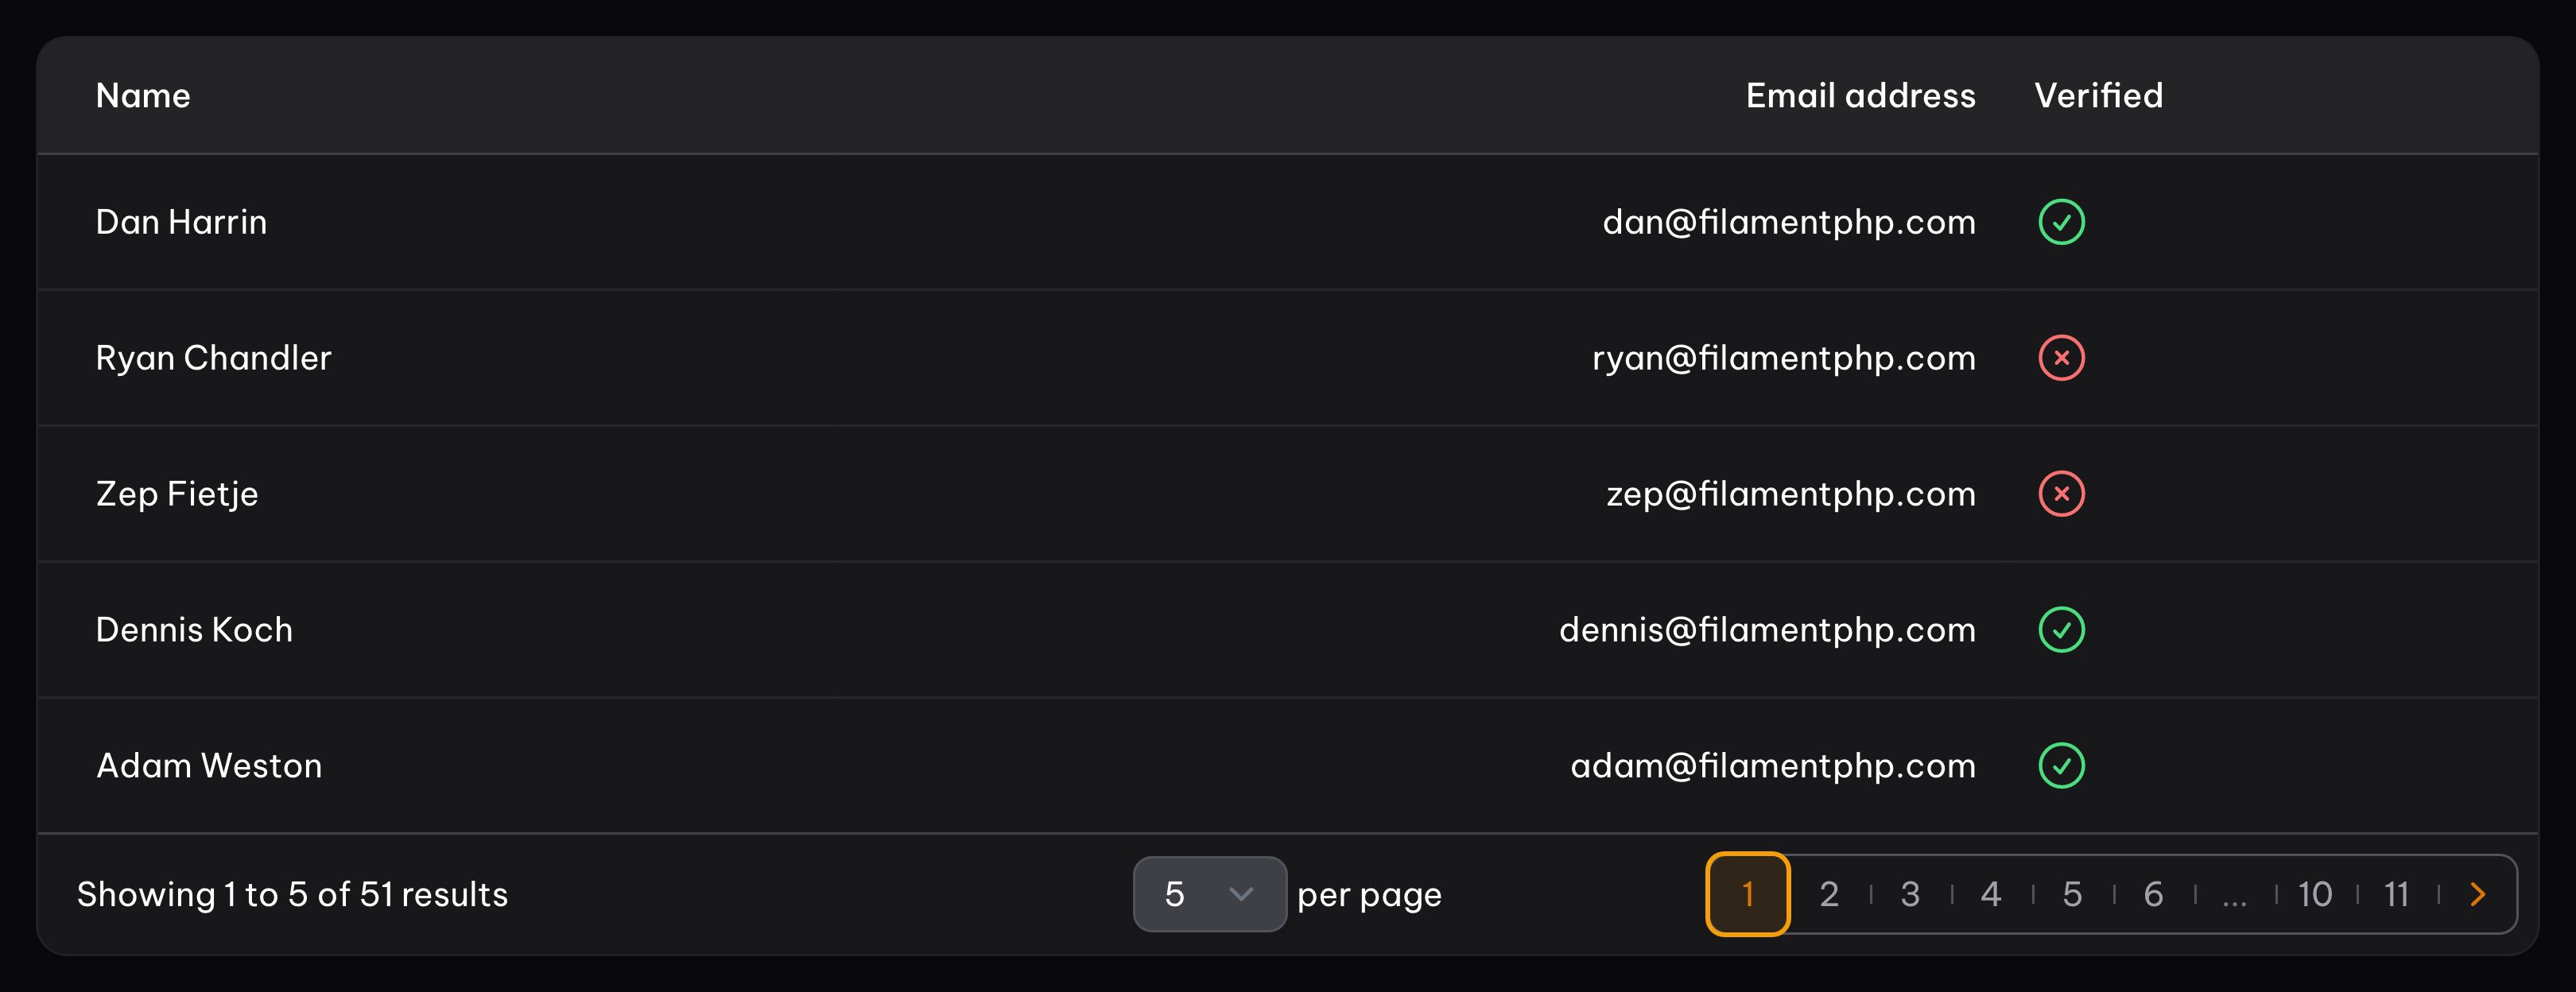 Name Email address Verified
Dan Harrin dan@filamentphp.com
Ryan Chandler ryan@filamentphp.com
Zep Fietje zep@filamentphp.com
Dennis Koch dennis@filamentphp.com
Adam Weston adam@filamentphp.com
Showing 1 to 5 of 51 results 5 per page 1 2 3 4 5 6 ... 10 11